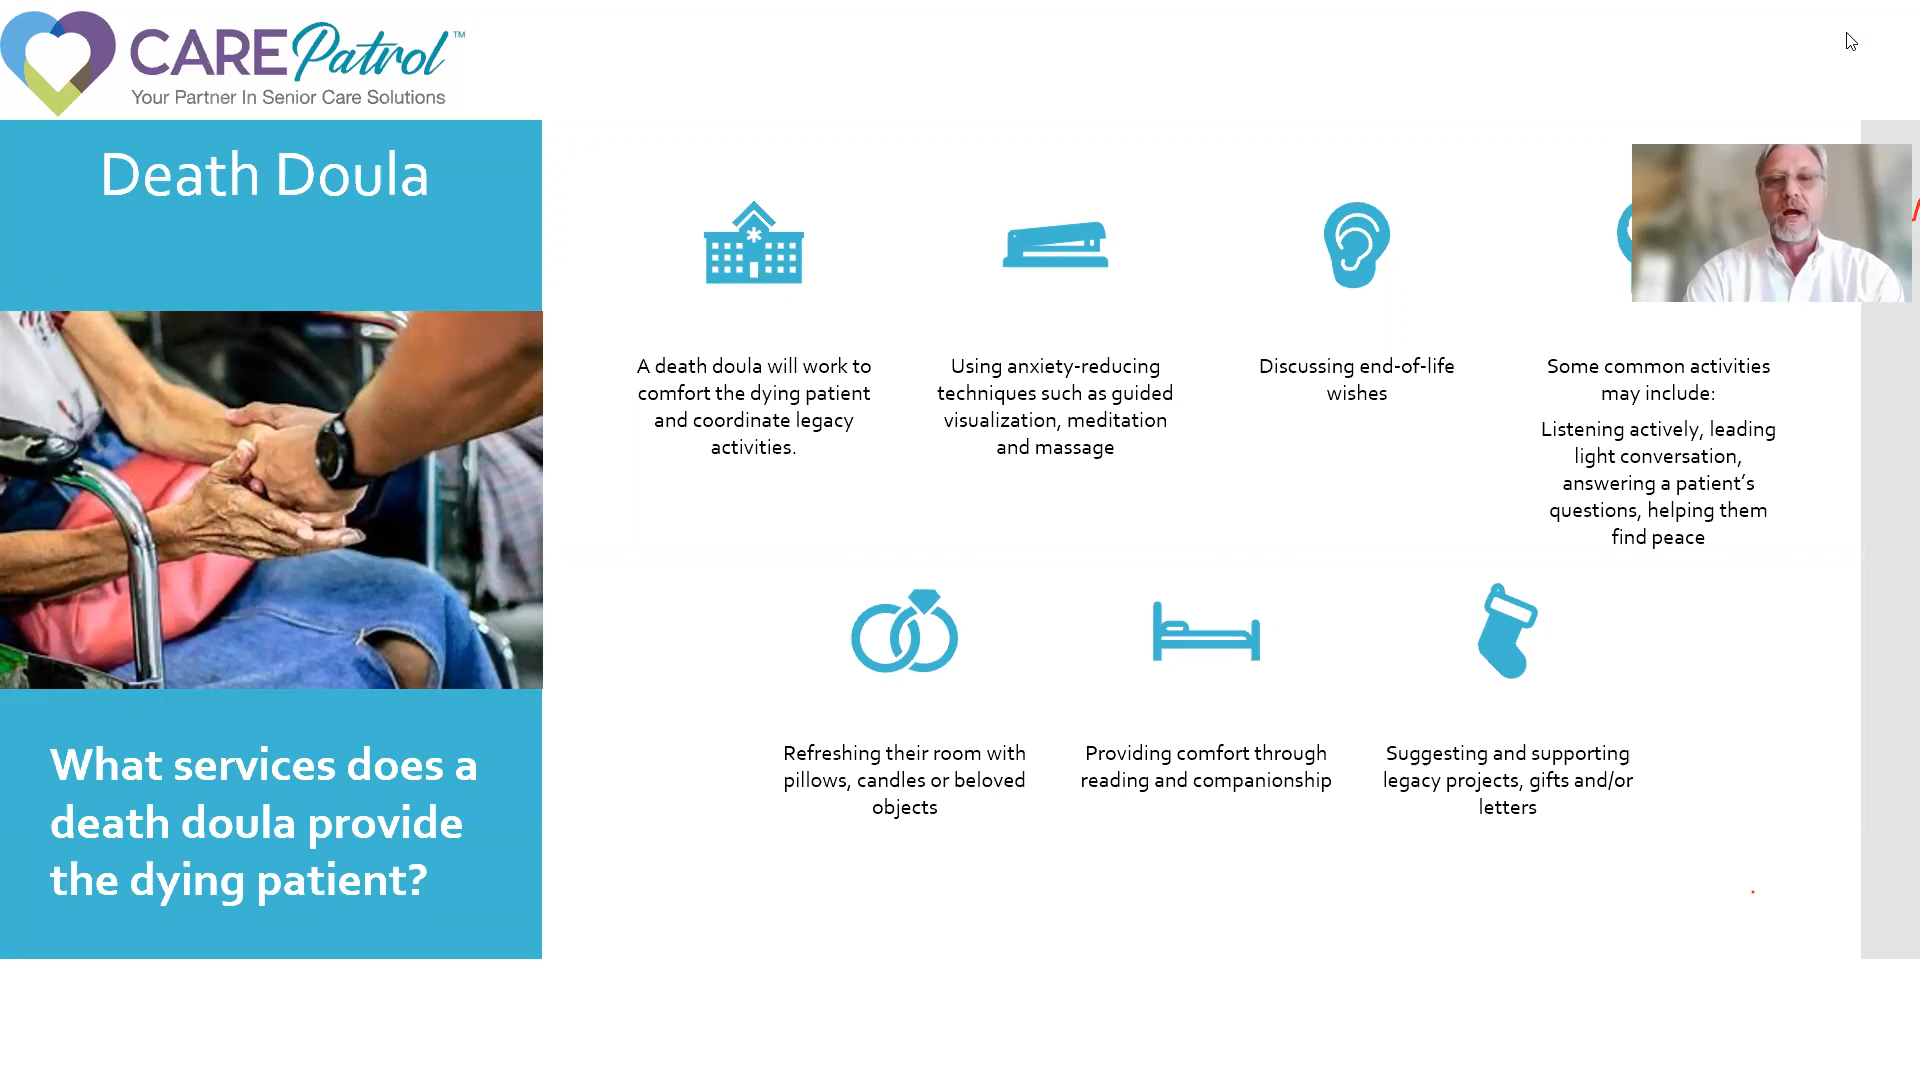 CAREPatrol™
Your Partner In Senior Care Solutions
Death Doula
What services does a
death doula provide
the dying patient?
A death doula will work to
comfort the dying patient
and coordinate legacy
activities.
Using anxiety-reducing
techniques such as guided
visualization, meditation
and massage
Discussing end-of-life
wishes
Some common activities
may include:
Listening actively, leading
light conversation,
answering a patient’s
questions, helping them
find peace
Refreshing their room with
pillows, candles or beloved
objects
Providing comfort through
reading and companionship
Suggesting and supporting
legacy projects, gifts and/or
letters